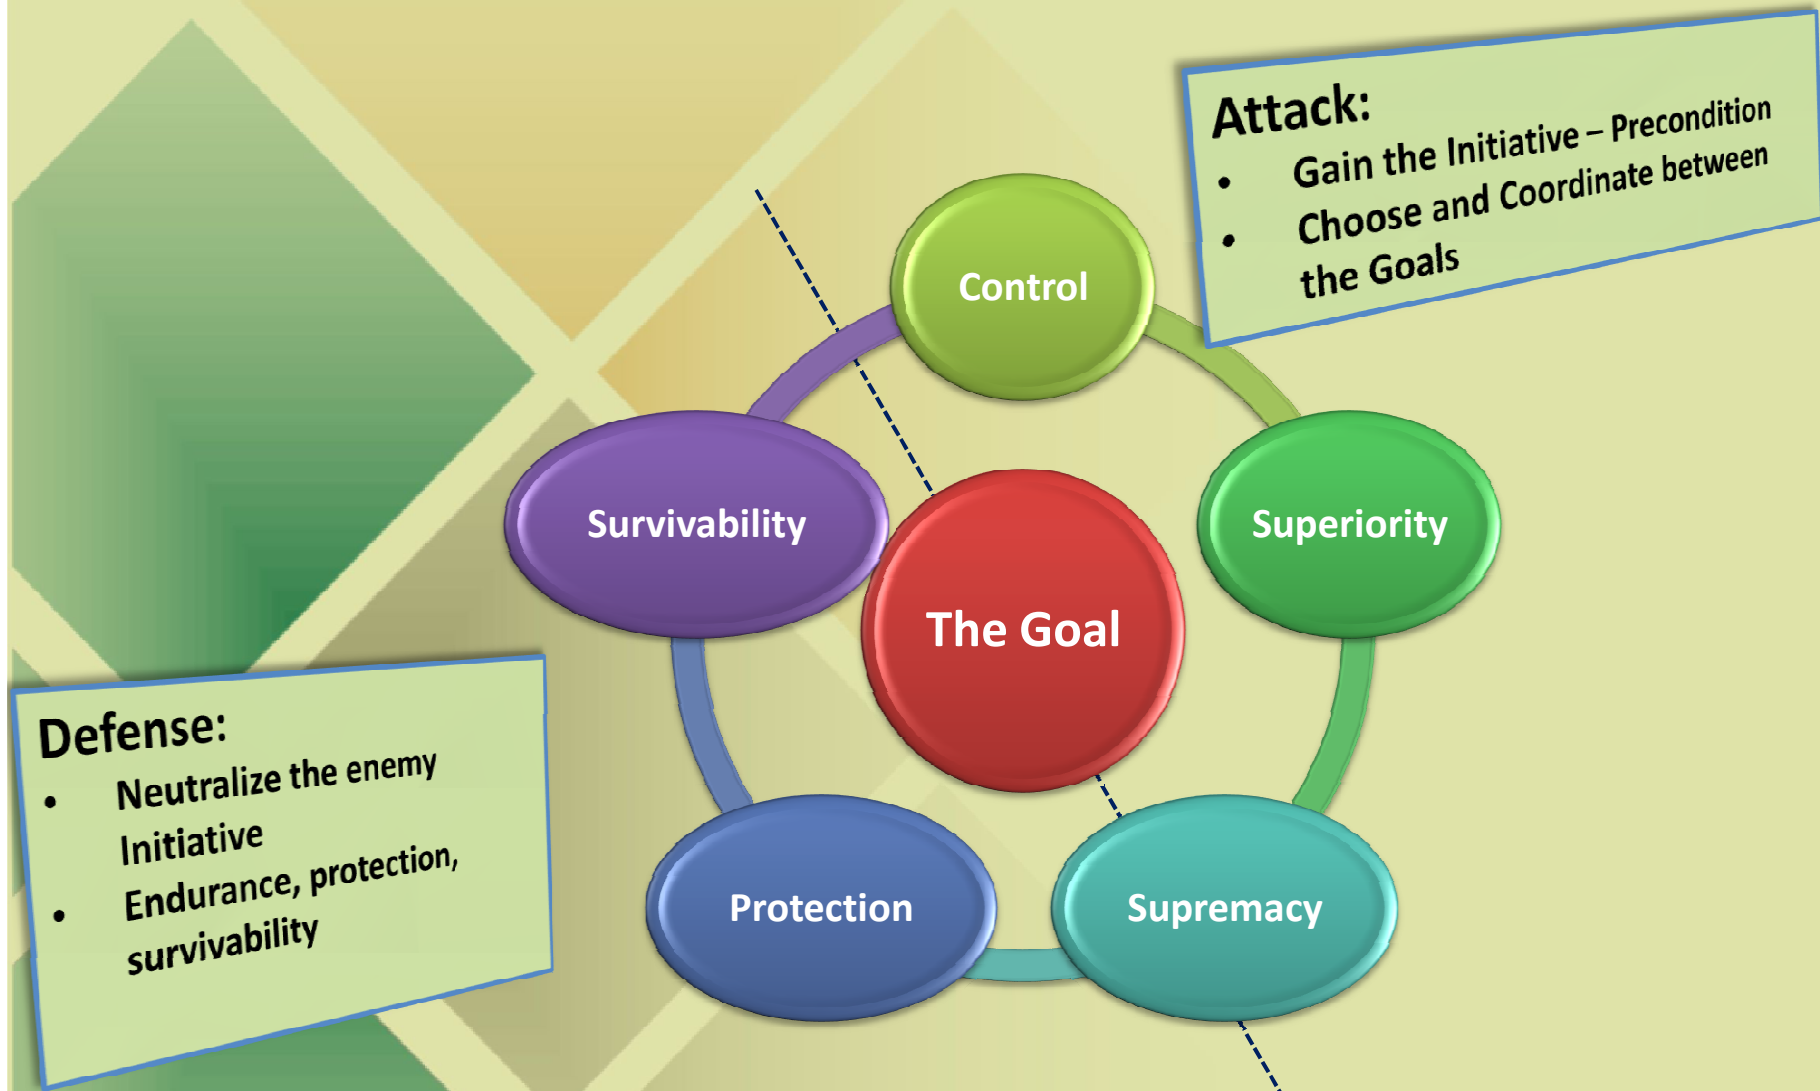 Attack:
• Gain the Initiative – Precondition
• Choose and Coordinate between
the Goals
Control
Survivability
Superiority
The Goal
Defense:
• Neutralize the enemy
Initiative
• Endurance, protection,
survivability
Protection
Supremacy